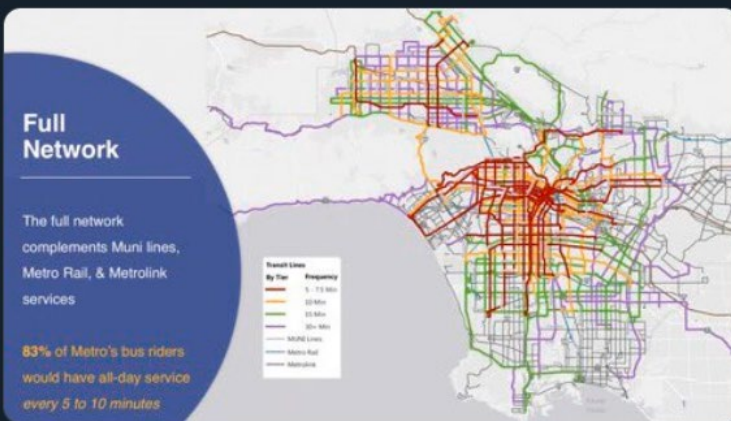 Full
Network
The full network
complements Muni lines,
Metro Rail, & Metrolink
services
83% of Metro's bus riders
would have all-day service
every 5 to 10 minutes
Transit Lines
By Tier Frequency
5 - 7.5 Min
10 Min
15 Min
30+ Min
MUNI Lines
Metro Rail
Metrolink